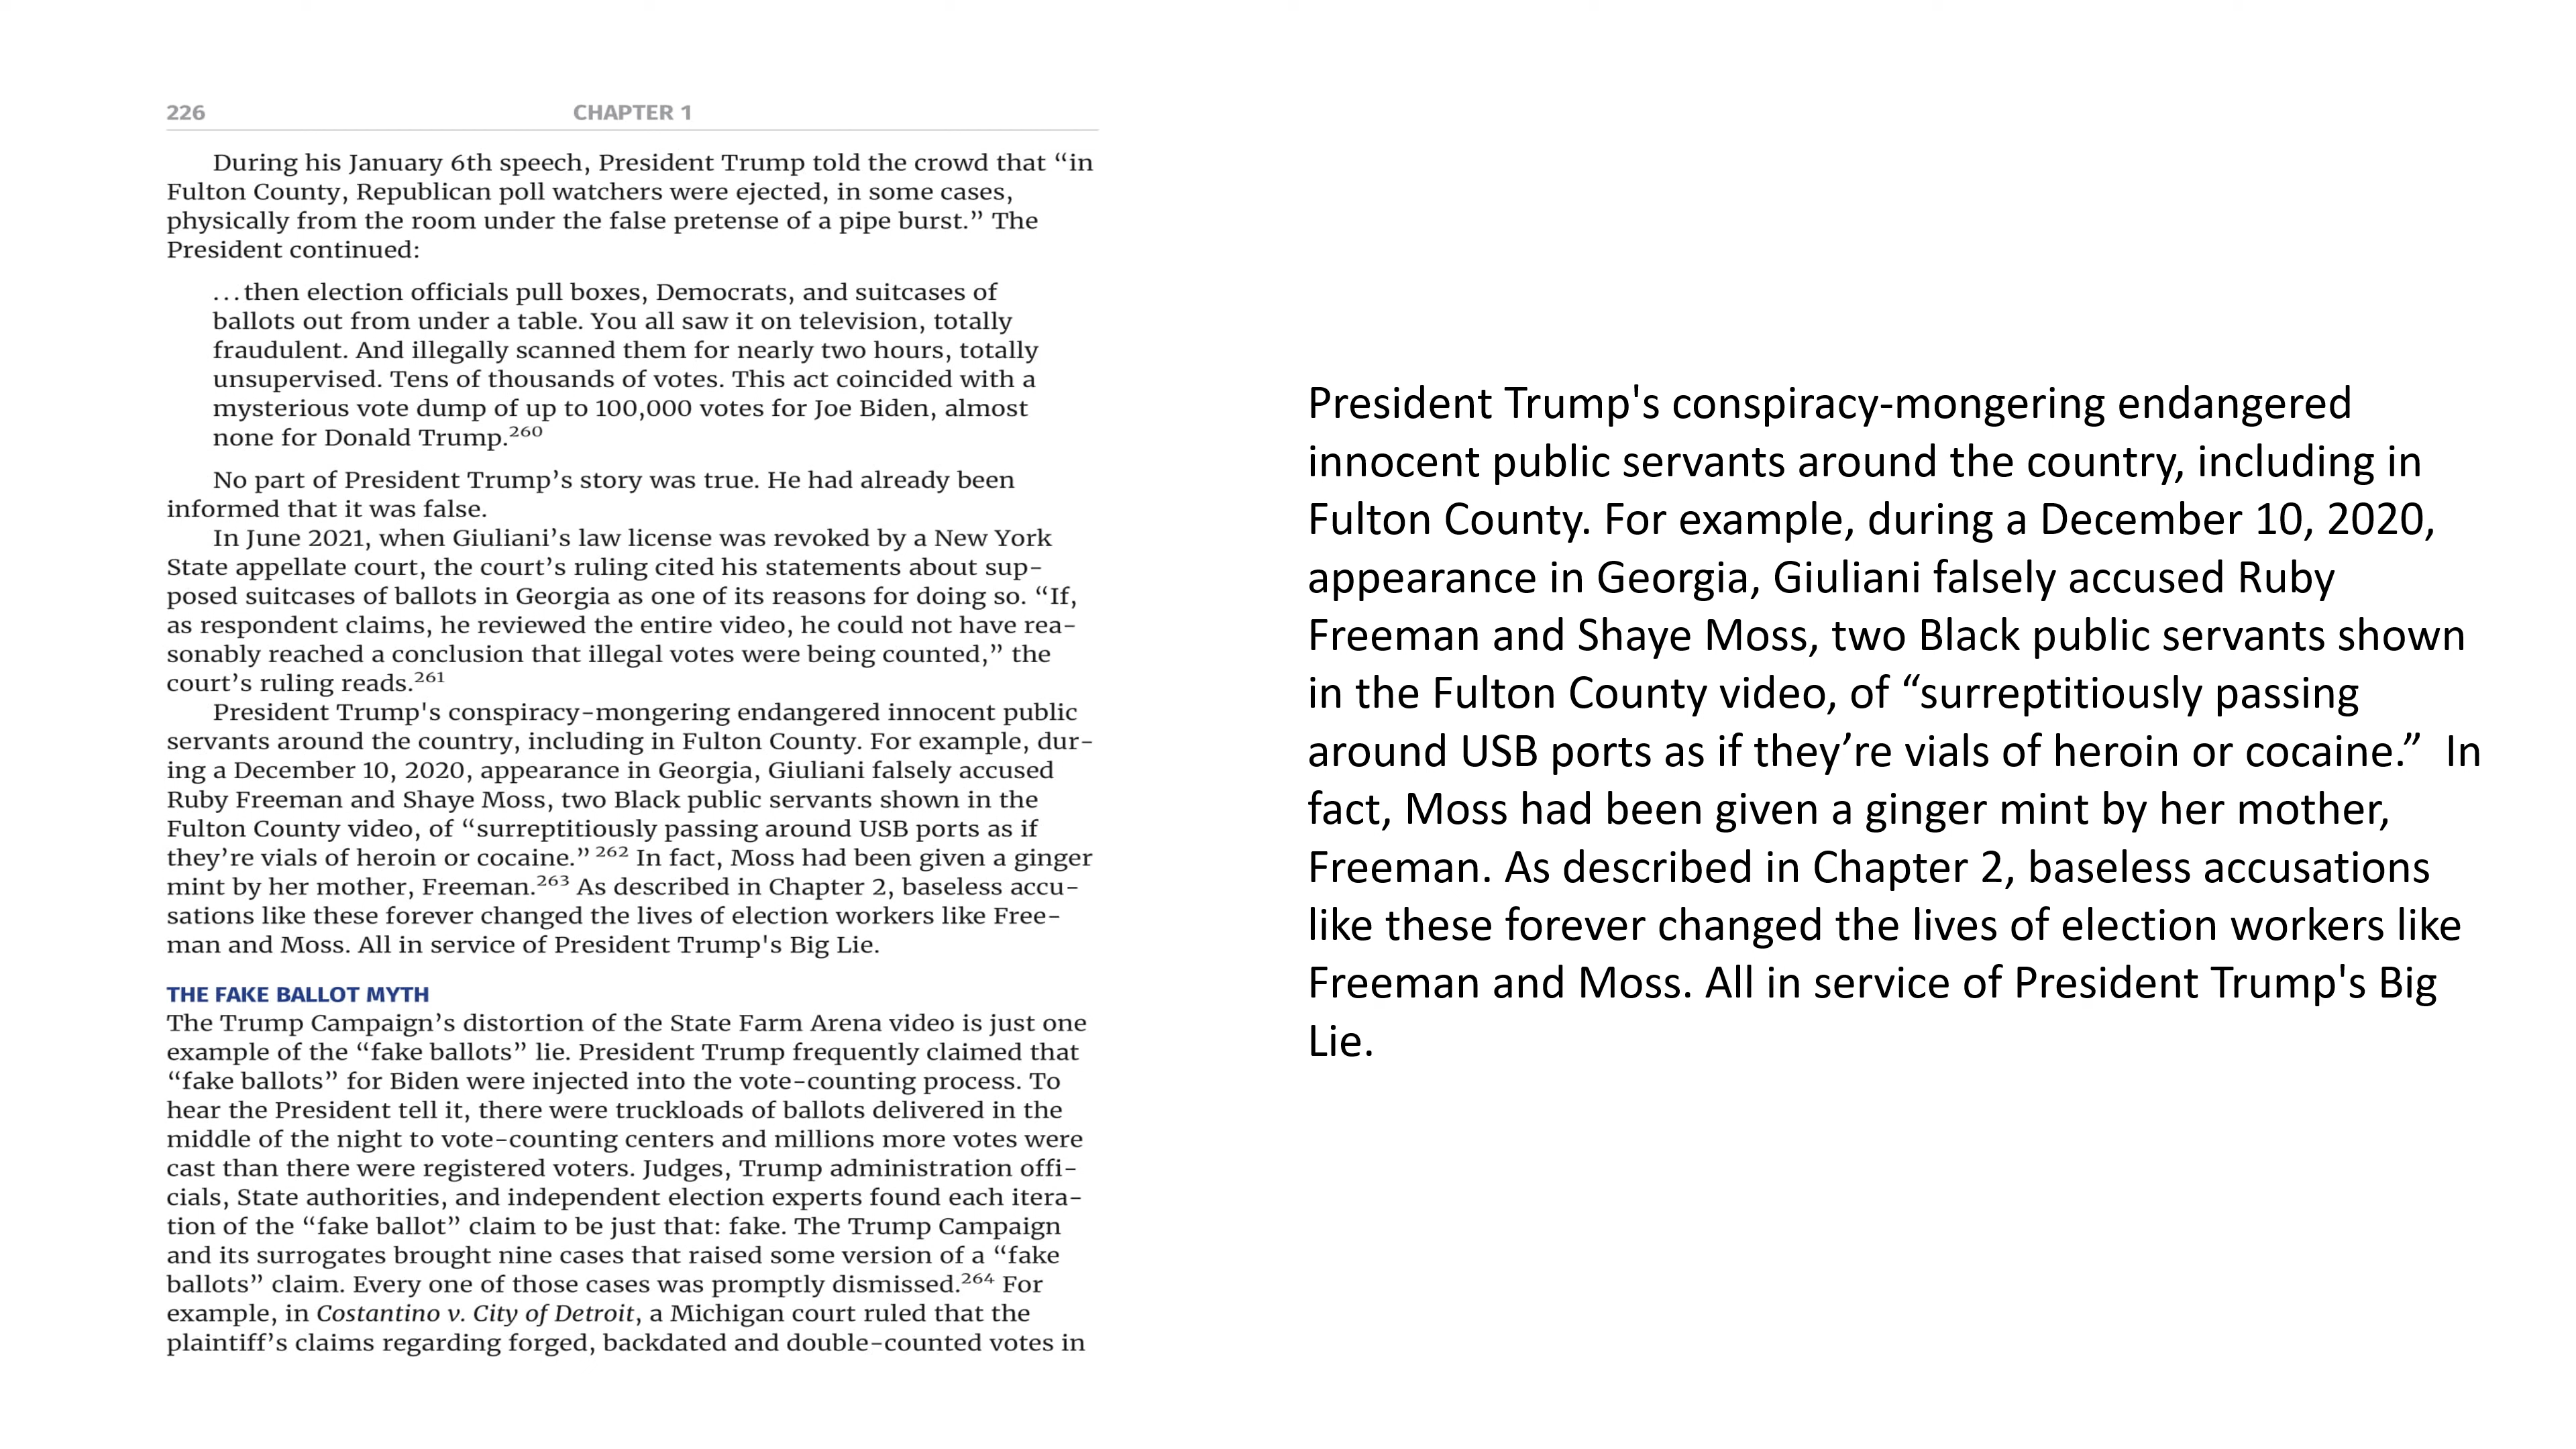 226 CHAPTER 1
During his January 6th speech, President Trump told the crowd that “in
Fulton County, Republican poll watchers were ejected, in some cases,
physically from the room under the false pretense of a pipe burst.” The
President continued:
...then election officials pull boxes, Democrats, and suitcases of
ballots out from under a table. You all saw it on television, totally
fraudulent. And illegally scanned them for nearly two hours, totally
unsupervised. Tens of thousands of votes. This act coincided with a
mysterious vote dump of up to 100,000 votes for Joe Biden, almost
none for Donald Trump.260
No part of President Trump’s story was true. He had already been
informed that it was false.
In June 2021, when Giuliani’s law license was revoked by a New York
State appellate court, the court’s ruling cited his statements about sup-
posed suitcases of ballots in Georgia as one of its reasons for doing so. “If,
as respondent claims, he reviewed the entire video, he could not have rea-
sonably reached a conclusion that illegal votes were being counted,” the
court’s ruling reads.261
President Trump's conspiracy-mongering endangered innocent public
servants around the country, including in Fulton County. For example, dur-
ing a December 10, 2020, appearance in Georgia, Giuliani falsely accused
Ruby Freeman and Shaye Moss, two Black public servants shown in the
Fulton County video, of “surreptitiously passing around USB ports as if
they’re vials of heroin or cocaine.” 262 In fact, Moss had been given a ginger
mint by her mother, Freeman.263 As described in Chapter 2, baseless accu-
sations like these forever changed the lives of election workers like Free-
man and Moss. All in service of President Trump's Big Lie.
THE FAKE BALLOT MYTH
The Trump Campaign’s distortion of the State Farm Arena video is just one
example of the “fake ballots” lie. President Trump frequently claimed that
“fake ballots” for Biden were injected into the vote-counting process. To
hear the President tell it, there were truckloads of ballots delivered in the
middle of the night to vote-counting centers and millions more votes were
cast than there were registered voters. Judges, Trump administration offi-
cials, State authorities, and independent election experts found each itera-
tion of the “fake ballot” claim to be just that: fake. The Trump Campaign
and its surrogates brought nine cases that raised some version of a “fake
ballots” claim. Every one of those cases was promptly dismissed.264 For
example, in Costantino v. City of Detroit, a Michigan court ruled that the
plaintiff’s claims regarding forged, backdated and double-counted votes in
President Trump's conspiracy-mongering endangered
innocent public servants around the country, including in
Fulton County. For example, during a December 10, 2020,
appearance in Georgia, Giuliani falsely accused Ruby
Freeman and Shaye Moss, two Black public servants shown
in the Fulton County video, of “surreptitiously passing
around USB ports as if they’re vials of heroin or cocaine.”  In
fact, Moss had been given a ginger mint by her mother,
Freeman. As described in Chapter 2, baseless accusations
like these forever changed the lives of election workers like
Freeman and Moss. All in service of President Trump's Big
Lie.